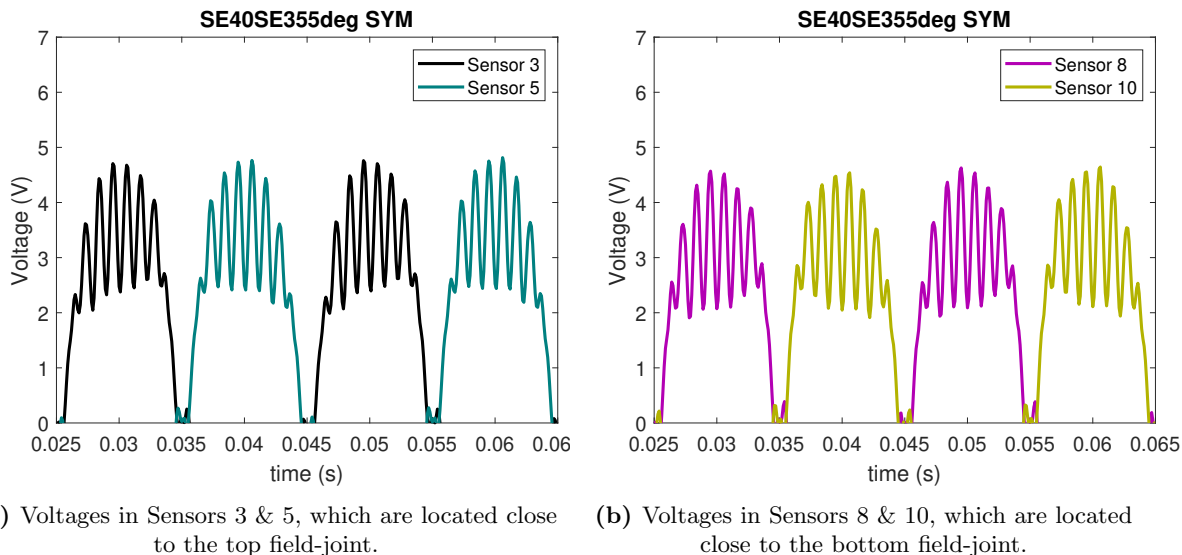 SE40SE355deg SYM
7
6
5
4
3
2
1
0
Voltage (V)
Sensor 3
Sensor 5
0.025 0.03 0.035 0.04 0.045 0.05 0.055 0.06
time (s)
) Voltages in Sensors 3 & 5, which are located close
to the top field-joint.
SE40SE355deg SYM
7
6
5
4
3
2
1
0
Voltage (V)
Sensor 8
Sensor 10
0.025 0.03 0.035 0.04 0.045 0.05 0.055 0.06 0.065
time (s)
(b) Voltages in Sensors 8 & 10, which are located
close to the bottom field-joint.